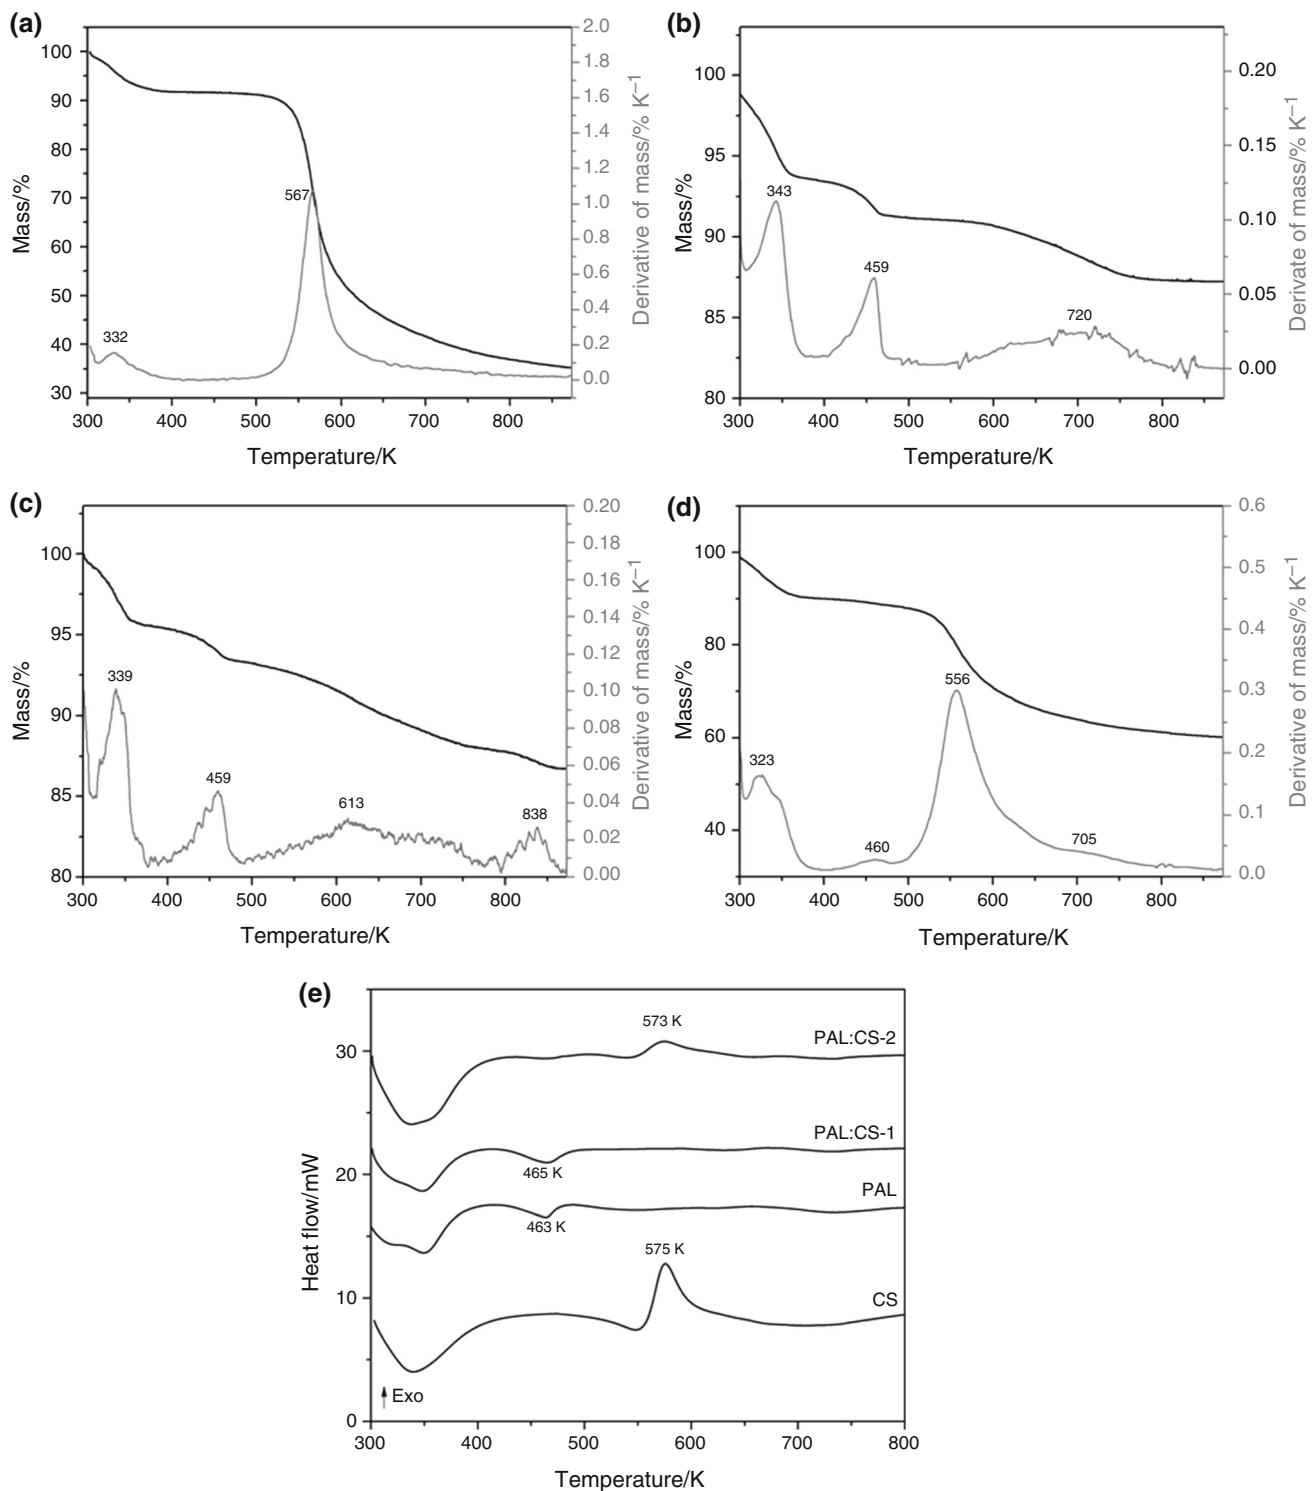 (a)
100
90
80
70
60
50
40
30
Mass/%
2.0
1.8
1.6
1.4
1.2
1.0
0.8
0.6
0.4
0.2
0.0
Derivative of mass/% K−1
567
332
300 400 500 600 700 800
Temperature/K
(b)
100
95
90
85
80
Mass/%
0.20
0.15
0.10
0.05
0.00
Derivate of mass/% K−1
343
459
720
300 400 500 600 700 800
Temperature/K
(c)
100
95
90
85
80
Mass/%
0.20
0.18
0.16
0.14
0.12
0.10
0.08
0.06
0.04
0.02
0.00
Derivative of mass/% K−1
339
459
613
838
300 400 500 600 700 800
Temperature/K
(d)
100
80
60
40
Mass/%
0.6
0.5
0.4
0.3
0.2
0.1
0.0
Derivative of mass/% K−1
323
460
556
705
300 400 500 600 700 800
Temperature/K
(e)
30
20
10
0
Heat flow/mW
573 K
PAL:CS-2
PAL:CS-1
465 K
PAL
463 K
575 K
CS
Exo
300 400 500 600 700 800
Temperature/K